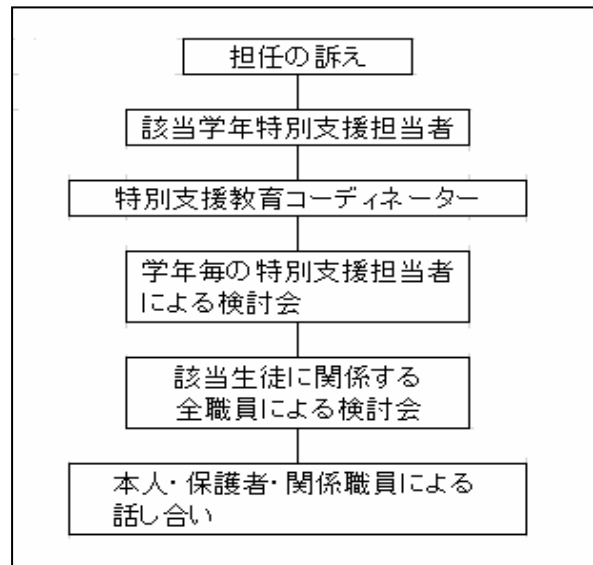 担任の訴え
該当学年特別支援担当者
特別支援教育コーディネーター
学年毎の特別支援担当者
による検討会
該当生徒に関係する
全職員による検討会
本人・保護者・関係職員による
話し合い